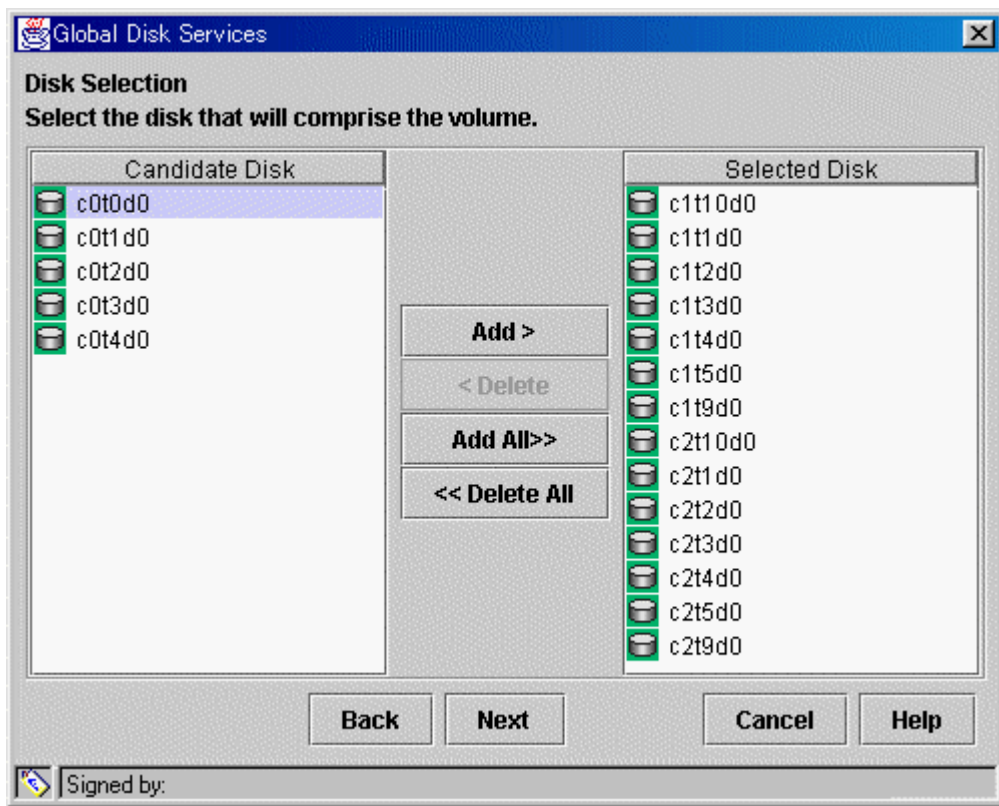 Global Disk Services
Disk Selection
Select the disk that will comprise the volume.
Candidate Disk
c0t0d0
c0t1d0
c0t2d0
c0t3d0
c0t4d0
Add >
< Delete
Add All>>
<< Delete All
Selected Disk
c1t10d0
c1t1d0
c1t2d0
c1t3d0
c1t4d0
c1t5d0
c1t9d0
c2t10d0
c2t1d0
c2t2d0
c2t3d0
c2t4d0
c2t5d0
c2t9d0
Back Next Cancel Help
Signed by: